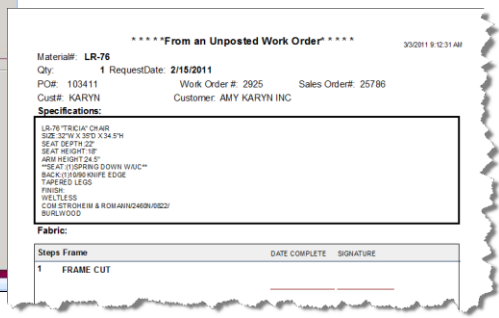 * * * * *From an Unposted Work Order* * * * *
3/3/2011 9:12:31 AM
Material#: LR-76
Qty: 1 RequestDate: 2/15/2011
PO#: 103411 Work Order #: 2925 Sales Order#: 25786
Cust#: KARYN Customer: AMY KARYN INC
Specifications:
LR-76 "TRICIA" CHAIR
SIZE:32"W X 35"D X 34.5"H
SEAT DEPTH:22"
SEAT HEIGHT:18"
ARM HEIGHT:24.5"
**SEAT:(1)SPRING DOWN W/UC**
BACK:(1)10/90 KNIFE EDGE
TAPERED LEGS
FINISH:
WELTLESS
COM:STROHEIM & ROMANN/2460N/0822/
BURLWOOD
Fabric:
Steps Frame DATE COMPLETE SIGNATURE
1 FRAME CUT